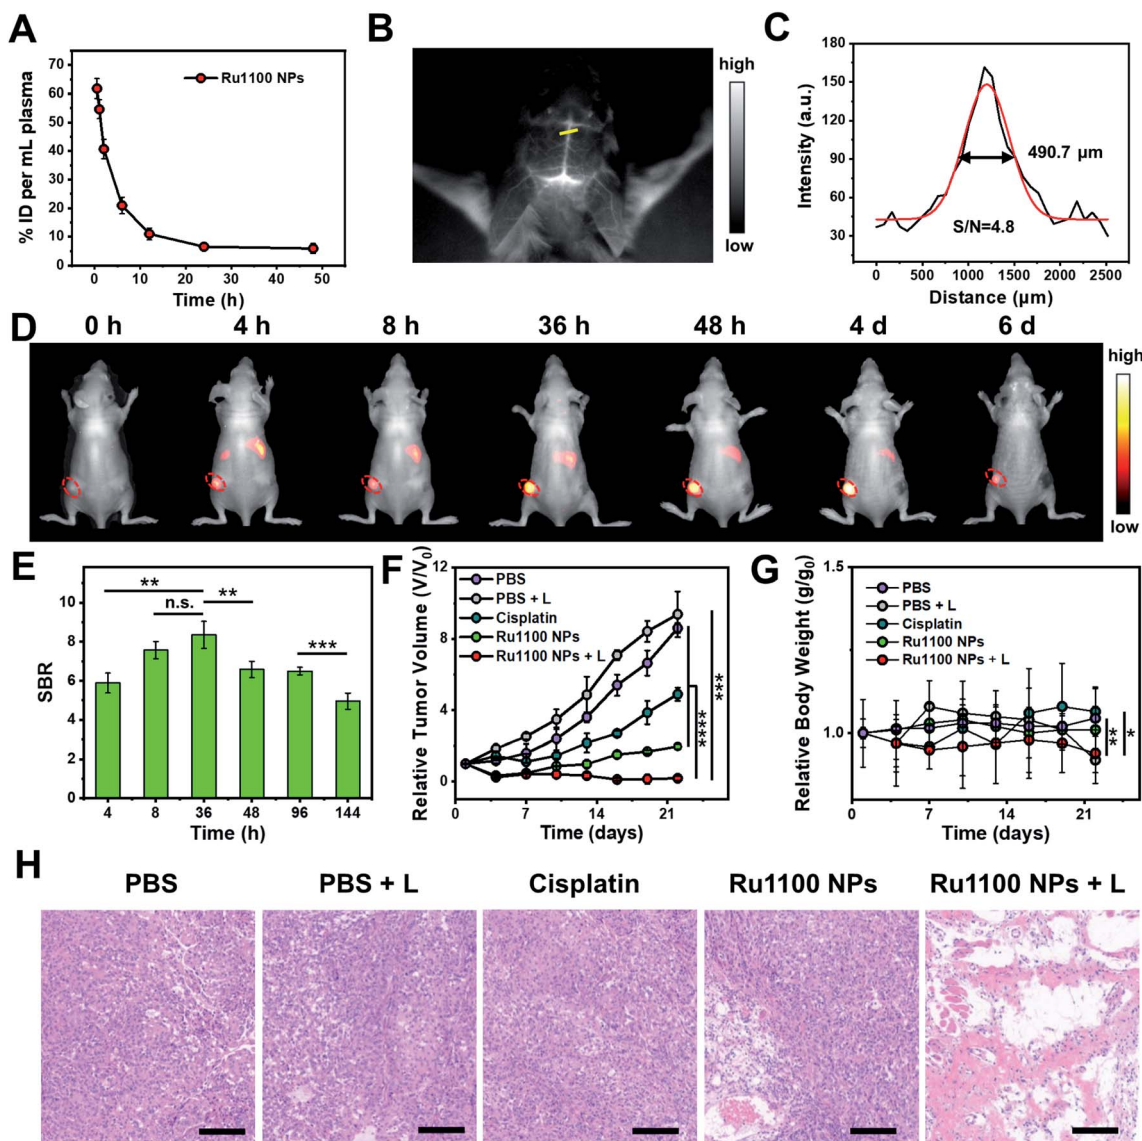 A
% ID per mL plasma
70
60
50
40
30
20
10
0
Ru1100 NPs
0 10 20 30 40 50
Time (h)
B
high
low
C
Intensity (a.u.)
180
150
120
90
60
30
490.7 µm
S/N=4.8
0 500 1000 1500 2000 2500
Distance (µm)
D
0 h 4 h 8 h 36 h 48 h 4 d 6 d
high
low
E
SBR
10
8
6
4
2
0
**
n.s.
**
***
4 8 36 48 96 144
Time (h)
F
Relative Tumor Volume (V/V0)
12
8
4
0
PBS
PBS + L
Cisplatin
Ru1100 NPs
Ru1100 NPs + L
****
***
1 7 14 21
Time (days)
G
Relative Body Weight (g/g0)
1.5
1.0
PBS
PBS + L
Cisplatin
Ru1100 NPs
Ru1100 NPs + L
**
*
0 7 14 21
Time (days)
H
PBS PBS + L Cisplatin Ru1100 NPs Ru1100 NPs + L